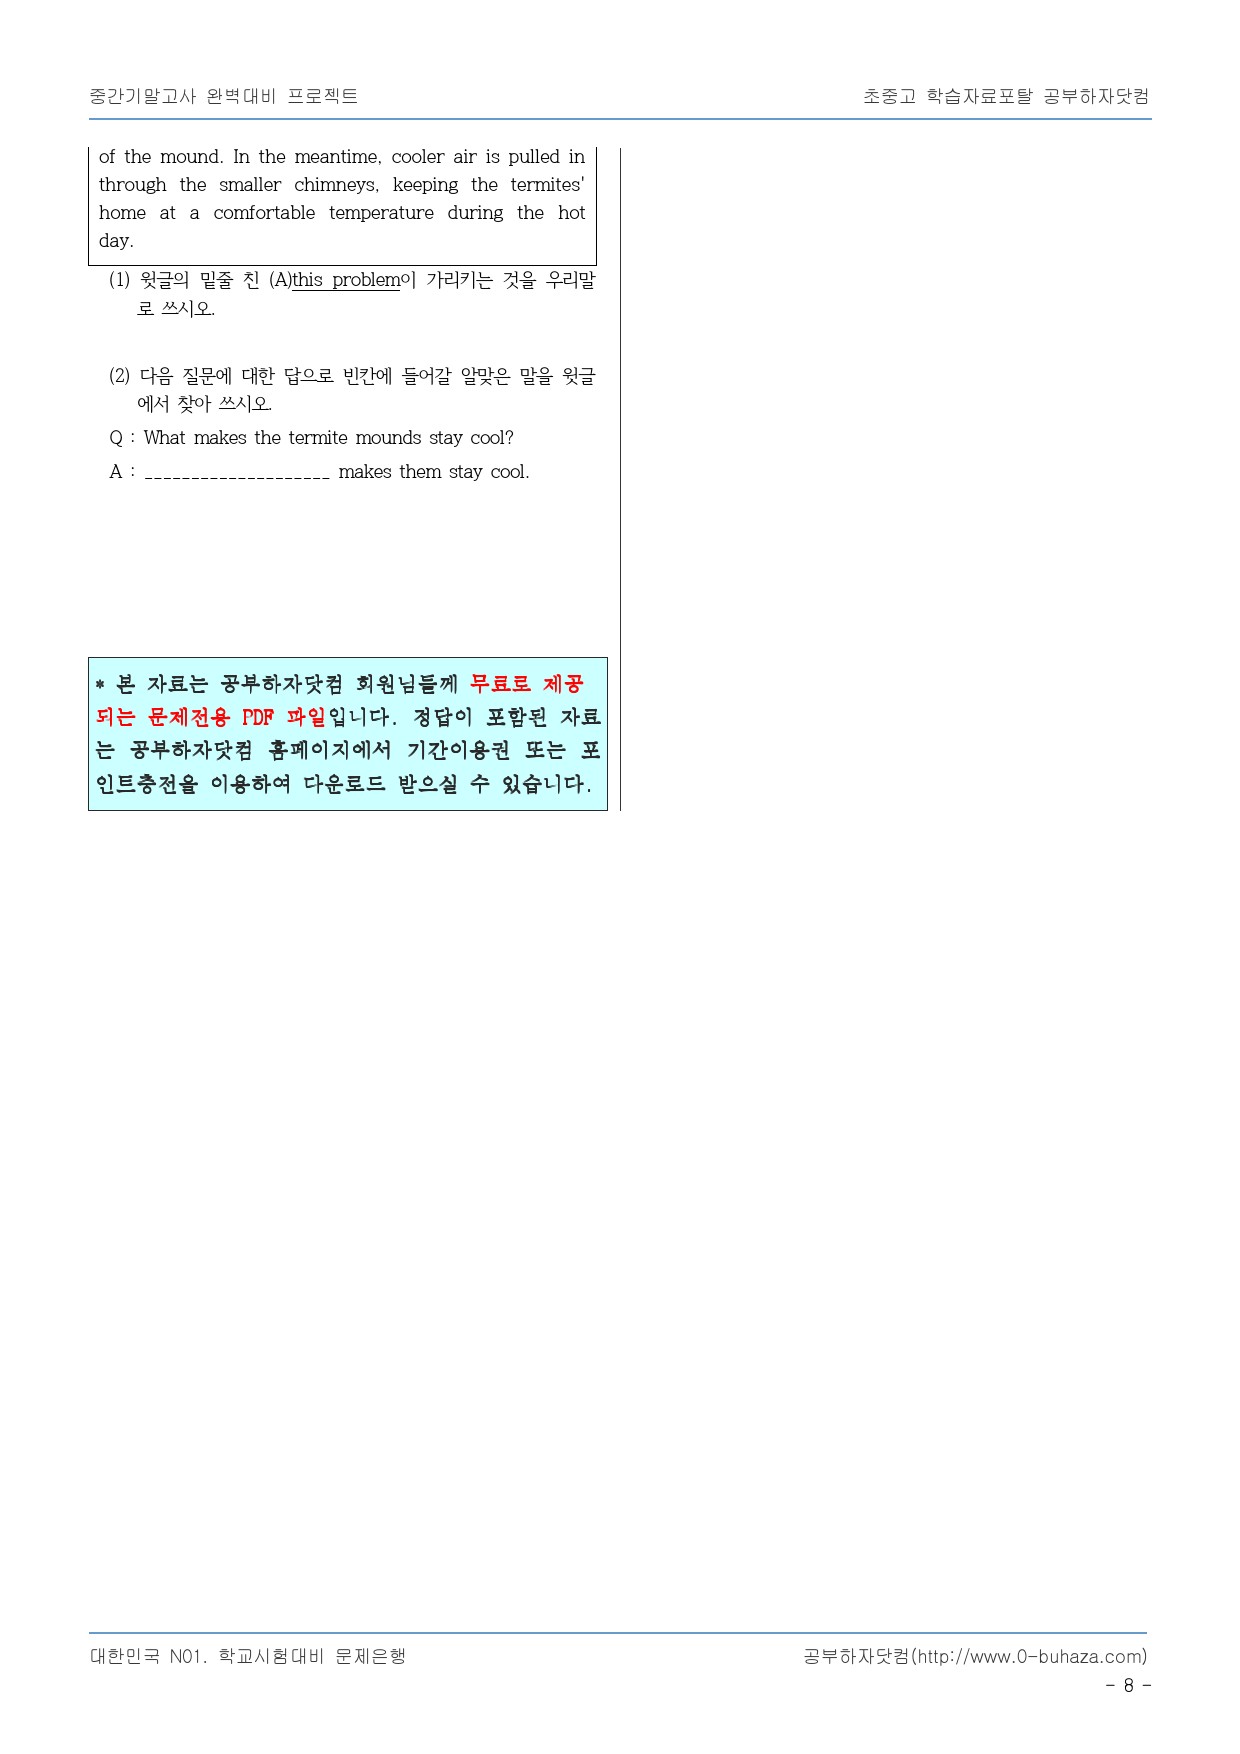 중간기말고사 완벽대비 프로젝트
초중고 학습자료포탈 공부하자닷컴
of the mound. In the meantime, cooler air is pulled in
through the smaller chimneys, keeping the termites'
home at a comfortable temperature during the hot
day.
(1) 윗글의 밑줄 친 (A)this problem이 가리키는 것을 우리말
로 쓰시오.
(2) 다음 질문에 대한 답으로 빈칸에 들어갈 알맞은 말을 윗글
에서 찾아 쓰시오.
Q : What makes the termite mounds stay cool?
A : ____________________ makes them stay cool.
* 본 자료는 공부하자닷컴 회원님들께 무료로 제공
되는 문제전용 PDF 파일입니다. 정답이 포함된 자료
는 공부하자닷컴 홈페이지에서 기간이용권 또는 포
인트충전을 이용하여 다운로드 받으실 수 있습니다.
대한민국 N01. 학교시험대비 문제은행
공부하자닷컴(http://www.0-buhaza.com)
- 8 -